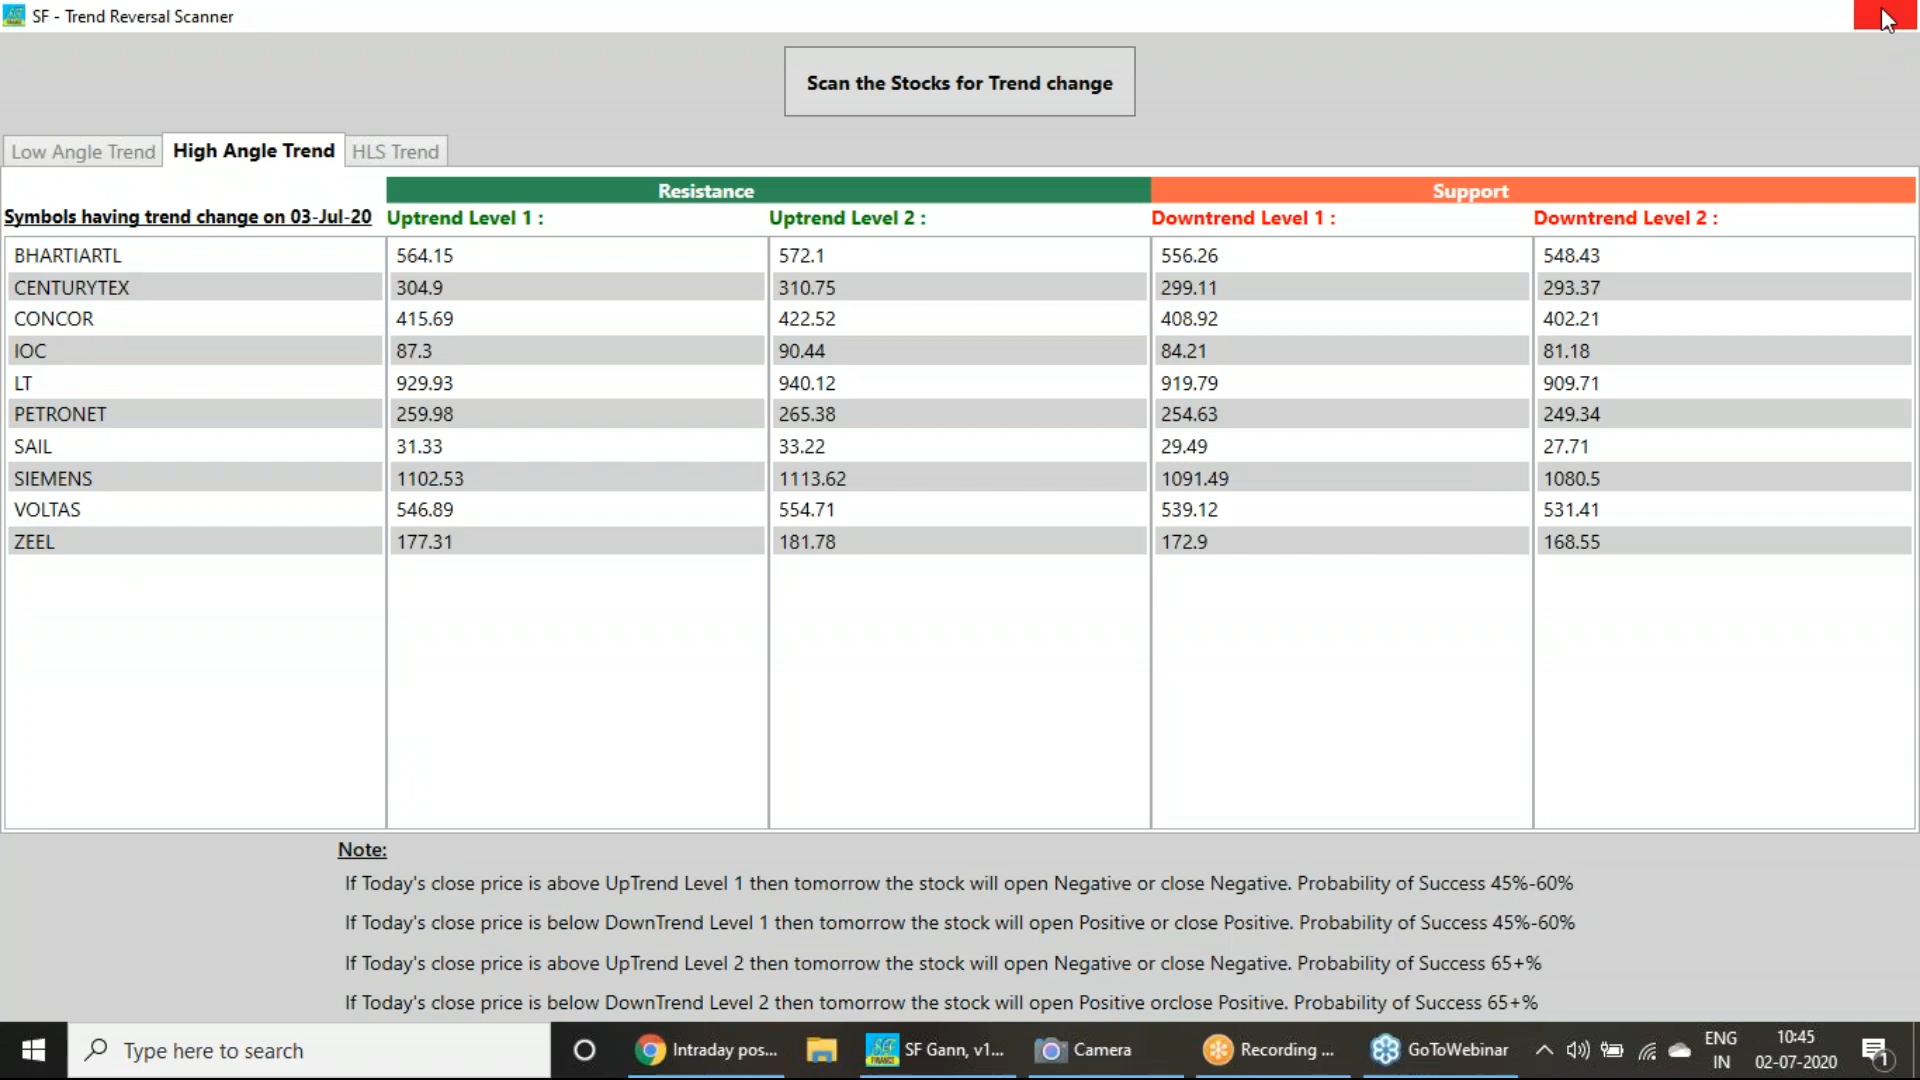 SF - Trend Reversal Scanner
Scan the Stocks for Trend change
Low Angle Trend High Angle Trend HLS Trend
Resistance Support
Symbols having trend change on 03-Jul-20 Uptrend Level 1 : Uptrend Level 2 : Downtrend Level 1 : Downtrend Level 2 :
BHARTIARTL 564.15 572.1 556.26 548.43
CENTURYTEX 304.9 310.75 299.11 293.37
CONCOR 415.69 422.52 408.92 402.21
IOC 87.3 90.44 84.21 81.18
LT 929.93 940.12 919.79 909.71
PETRONET 259.98 265.38 254.63 249.34
SAIL 31.33 33.22 29.49 27.71
SIEMENS 1102.53 1113.62 1091.49 1080.5
VOLTAS 546.89 554.71 539.12 531.41
ZEEL 177.31 181.78 172.9 168.55
Note:
If Today's close price is above UpTrend Level 1 then tomorrow the stock will open Negative or close Negative. Probability of Success 45%-60%
If Today's close price is below DownTrend Level 1 then tomorrow the stock will open Positive or close Positive. Probability of Success 45%-60%
If Today's close price is above UpTrend Level 2 then tomorrow the stock will open Negative or close Negative. Probability of Success 65+%
If Today's close price is below DownTrend Level 2 then tomorrow the stock will open Positive orclose Positive. Probability of Success 65+%
Type here to search Intraday pos... SF Gann, v1... Camera Recording ... GoToWebinar ENG 10:45
IN 02-07-2020 1